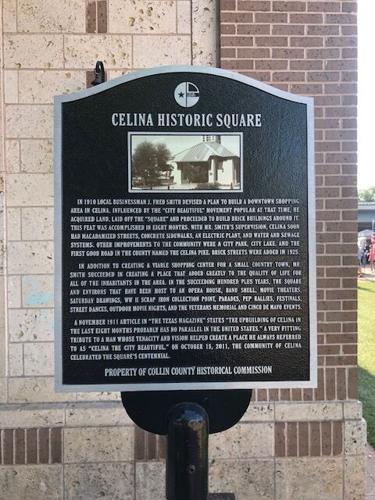 CELINA HISTORIC SQUARE
IN 1910 LOCAL BUSINESSMAN J. FRED SMITH DEVISED A PLAN TO BUILD A DOWNTOWN SHOPPING
AREA IN CELINA. INFLUENCED BY THE "CITY BEAUTIFUL" MOVEMENT POPULAR AT THAT TIME, HE
ACQUIRED LAND, LAID OFF THE "SQUARE" AND PROCEEDED TO BUILD BRICK BUILDINGS AROUND IT.
THIS FEAT WAS ACCOMPLISHED IN EIGHT MONTHS. WITH MR. SMITH'S SUPERVISION, CELINA SOON
HAD MACADAMIZED STREETS, CONCRETE SIDEWALKS, AN ELECTRIC PLANT, AND WATER AND SEWAGE
SYSTEMS. OTHER IMPROVEMENTS TO THE COMMUNITY WERE A CITY PARK, CITY LAKE, AND THE
FIRST GOOD ROAD IN THE COUNTY NAMED THE CELINA PIKE. BRICK STREETS WERE ADDED IN 1925.
IN ADDITION TO CREATING A VIABLE SHOPPING CENTER FOR A SMALL COUNTRY TOWN, MR.
SMITH SUCCEEDED IN CREATING A PLACE THAT ADDED GREATLY TO THE QUALITY OF LIFE FOR
ALL OF THE INHABITANTS IN THE AREA. IN THE SUCCEEDING HUNDRED PLUS YEARS, THE SQUARE
AND ENVIRONS THAT HAVE BEEN HOST TO AN OPERA HOUSE, BAND SHELL, MOVIE THEATERS,
SATURDAY DRAWINGS, WW II SCRAP IRON COLLECTION POINT, PARADES, PEP RALLIES, FESTIVALS,
STREET DANCES, OUTDOOR MOVIE NIGHTS, AND THE VETERANS MEMORIAL AND CINCO DE MAYO EVENTS.
A NOVEMBER 1911 ARTICLE IN "THE TEXAS MAGAZINE" STATES "THE UPBUILDING OF CELINA IN
THE LAST EIGHT MONTHS PROBABLY HAS NO PARALLEL IN THE UNITED STATES." A VERY FITTING
TRIBUTE TO A MAN WHOSE TENACITY AND VISION HELPED CREATE A PLACE HE ALWAYS REFERRED
TO AS "CELINA THE CITY BEAUTIFUL." ON OCTOBER 15, 2011, THE COMMUNITY OF CELINA
CELEBRATED THE SQUARE'S CENTENNIAL.
PROPERTY OF COLLIN COUNTY HISTORICAL COMMISSION